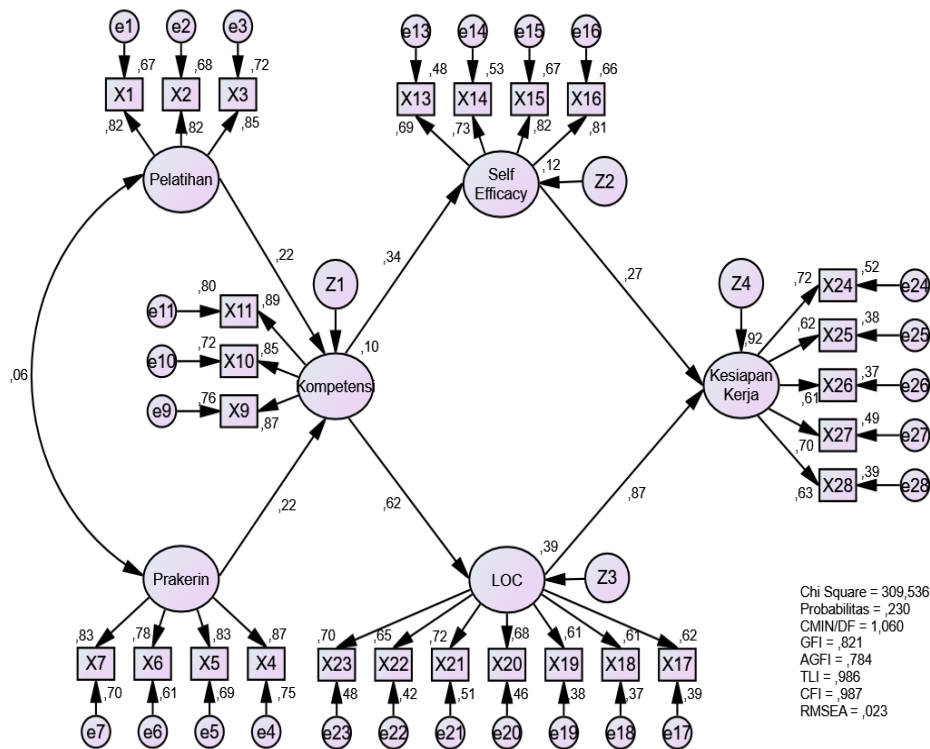 e1 e2 e3
,67 ,68 ,72
X1 X2 X3
,82 ,82 ,85
Pelatihan
e13 e14 e15 e16
,48 ,53 ,67 ,66
X13 X14 X15 X16
,69 ,73 ,82 ,81
Self
Efficacy
,12
Z2
,22
,34
,27
,06
Z1
e11 ,80 X11 ,89
e10 ,72 X10 ,85
e9 ,76 X9 ,87
,10
Kompetensi
Z4
,92
Kesiapan
Kerja
,72 X24 ,52 e24
,62 X25 ,38 e25
,61 X26 ,37 e26
,70 X27 ,49 e27
,63 X28 ,39 e28
,22
,62
,87
Prakerin
LOC
,39
Z3
,83 ,78 ,83 ,87
X7 X6 X5 X4
,70 ,61 ,69 ,75
e7 e6 e5 e4
,70 ,65 ,72 ,68 ,61 ,61 ,62
X23 X22 X21 X20 X19 X18 X17
,48 ,42 ,51 ,46 ,38 ,37 ,39
e23 e22 e21 e20 e19 e18 e17
Chi Square = 309,536
Probabilitas = ,230
CMIN/DF = 1,060
GFI = ,821
AGFI = ,784
TLI = ,986
CFI = ,987
RMSEA = ,023